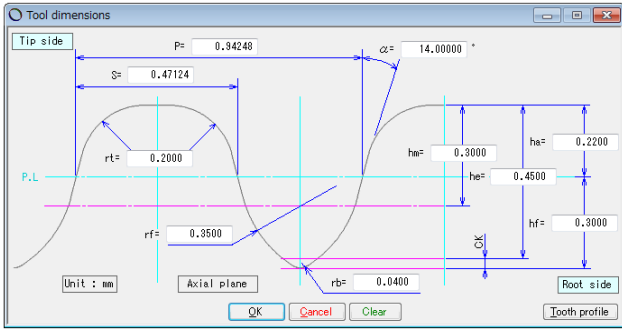 Tool dimensions
Tip side
P= 0.94248
α= 14.00000 °
S= 0.47124
rt= 0.2000
hm= 0.3000
ha= 0.2200
he= 0.4500
P.L
rf= 0.3500
hf= 0.3000
CK
Unit : mm
Axial plane
rb= 0.0400
Root side
OK
Cancel
Clear
Tooth profile